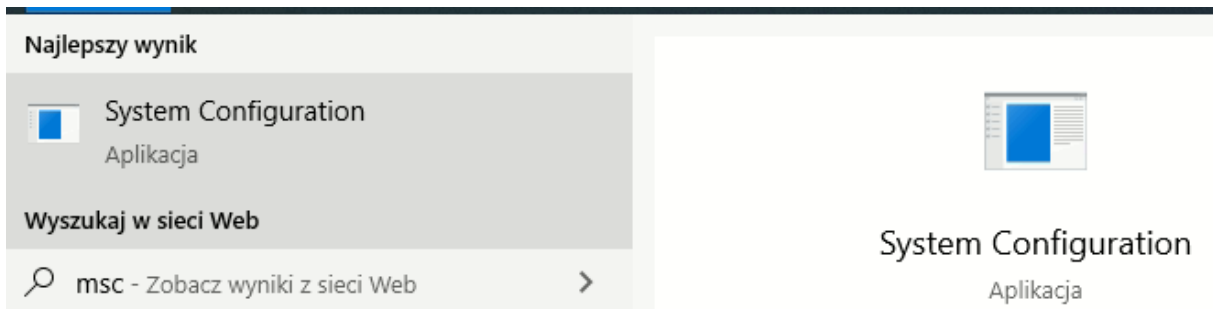 Najlepszy wynik
System Configuration
Aplikacja
Wyszukaj w sieci Web
msc - Zobacz wyniki z sieci Web
System Configuration
Aplikacja